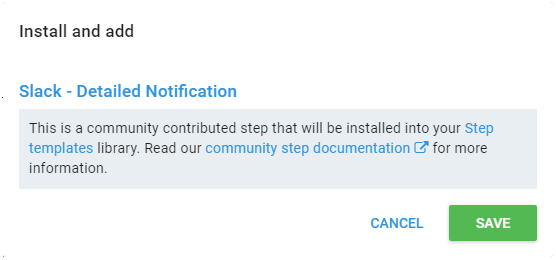 Install and add
Slack - Detailed Notification
This is a community contributed step that will be installed into your Step
templates library. Read our community step documentation for more
information.
CANCEL
SAVE